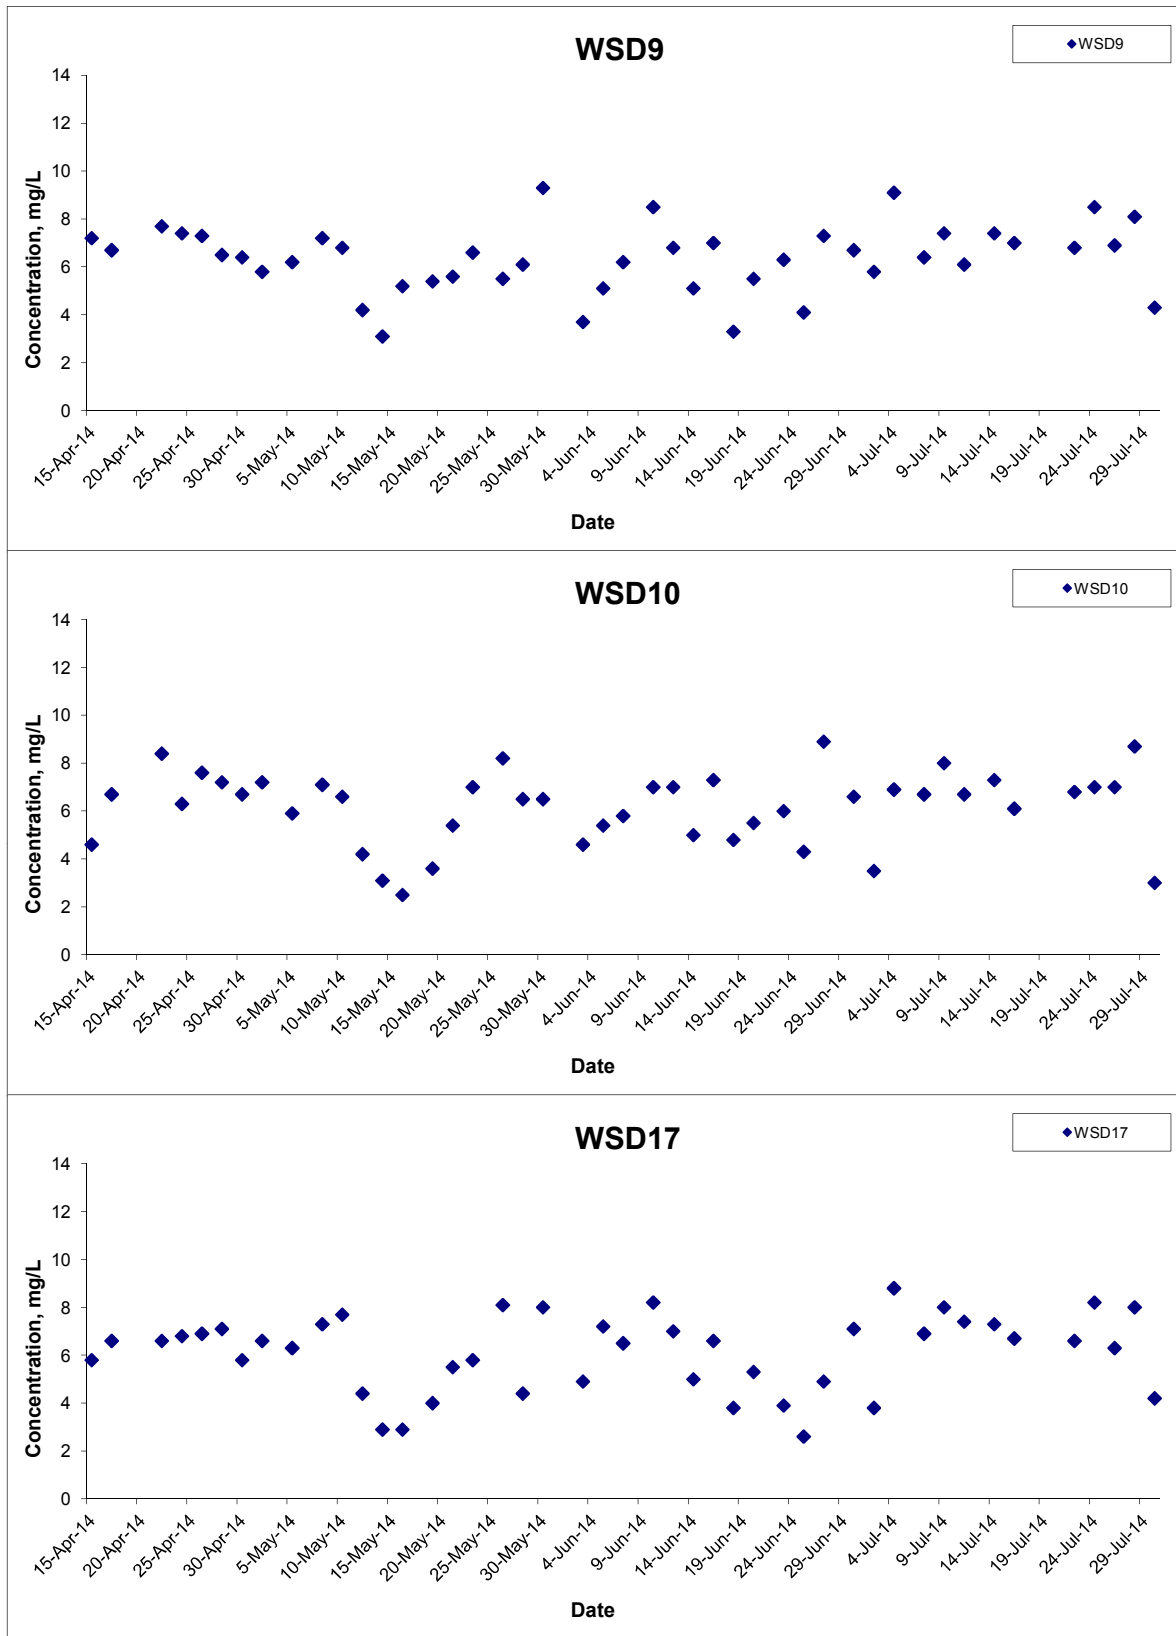 WSD9
WSD9
14
12
10
8
6
4
2
0
Concentration, mg/L
15-Apr-14
20-Apr-14
25-Apr-14
30-Apr-14
5-May-14
10-May-14
15-May-14
20-May-14
25-May-14
30-May-14
4-Jun-14
9-Jun-14
14-Jun-14
19-Jun-14
24-Jun-14
29-Jun-14
4-Jul-14
9-Jul-14
14-Jul-14
19-Jul-14
24-Jul-14
29-Jul-14
Date
WSD10
WSD10
14
12
10
8
6
4
2
0
Concentration, mg/L
15-Apr-14
20-Apr-14
25-Apr-14
30-Apr-14
5-May-14
10-May-14
15-May-14
20-May-14
25-May-14
30-May-14
4-Jun-14
9-Jun-14
14-Jun-14
19-Jun-14
24-Jun-14
29-Jun-14
4-Jul-14
9-Jul-14
14-Jul-14
19-Jul-14
24-Jul-14
29-Jul-14
Date
WSD17
WSD17
14
12
10
8
6
4
2
0
Concentration, mg/L
15-Apr-14
20-Apr-14
25-Apr-14
30-Apr-14
5-May-14
10-May-14
15-May-14
20-May-14
25-May-14
30-May-14
4-Jun-14
9-Jun-14
14-Jun-14
19-Jun-14
24-Jun-14
29-Jun-14
4-Jul-14
9-Jul-14
14-Jul-14
19-Jul-14
24-Jul-14
29-Jul-14
Date